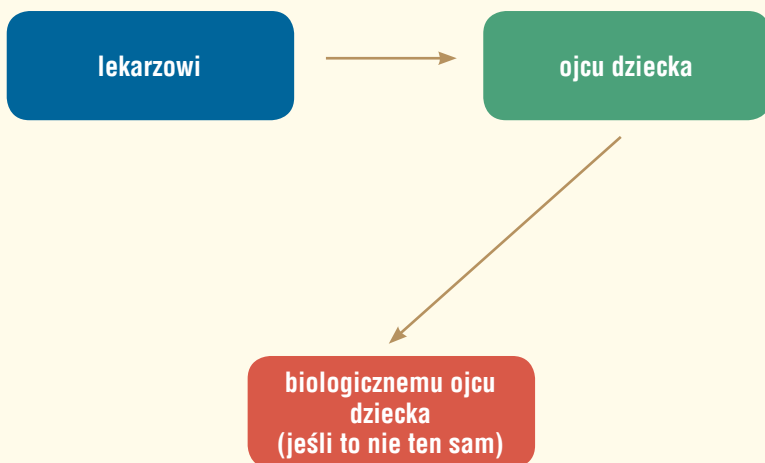 lekarzowi
ojcu dziecka
biologicznemu ojcu
dziecka
(jeśli to nie ten sam)